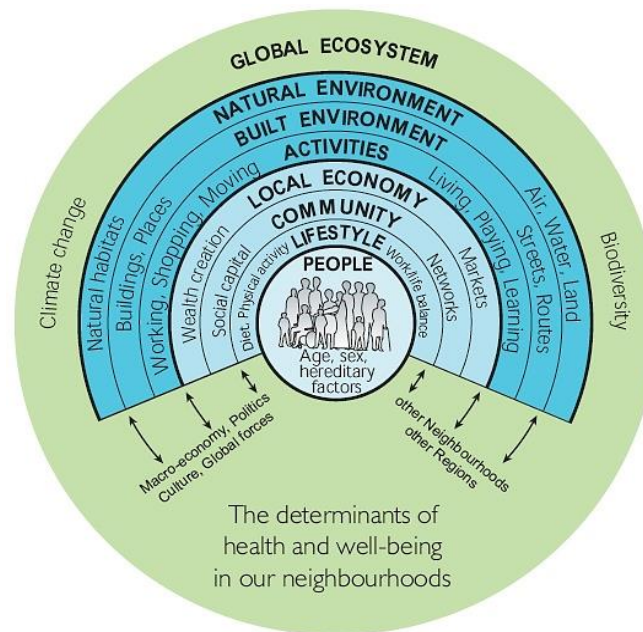 GLOBAL ECOSYSTEM
NATURAL ENVIRONMENT
BUILT ENVIRONMENT
ACTIVITIES
LOCAL ECONOMY
COMMUNITY
LIFESTYLE
PEOPLE
Age, sex,
hereditary
factors
Climate change
Natural habitats
Buildings, Places
Working, Shopping, Moving
Wealth creation
Social capital
Diet, Physical activity
Work/life balance
Networks
Markets
Living, Playing, Learning
Streets, Routes
Air, Water, Land
Biodiversity
Macro-economy, Politics
Culture, Global forces
other Neighbourhoods
other Regions
The determinants of
health and well-being
in our neighbourhoods